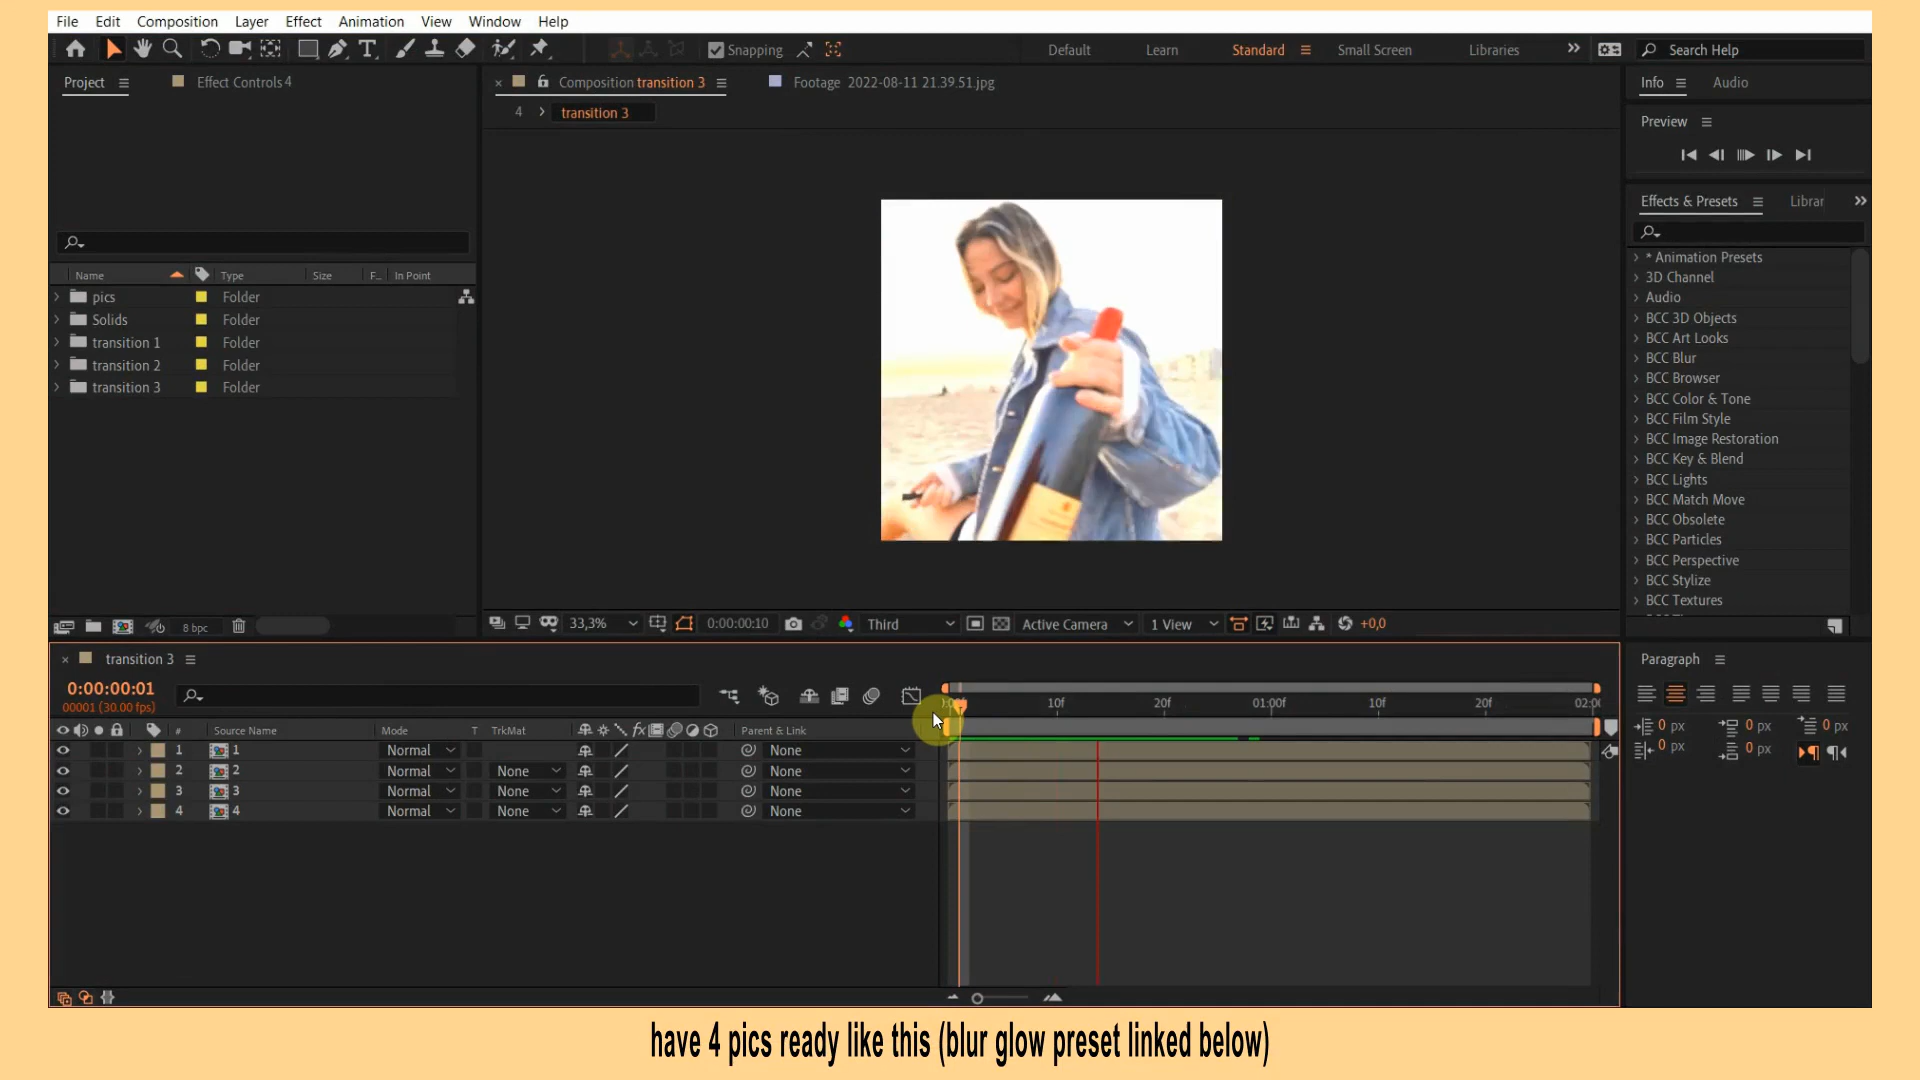 File Edit Composition Layer Effect Animation View Window Help
Snapping Default Learn Standard Small Screen Libraries Search Help
Project Effect Controls 4 Composition transition 3 Footage 2022-08-11 21.39.51.jpg Info Audio
4 transition 3
Preview
Effects & Presets Librar
Name Type Size F... In Point
pics Folder
Solids Folder
transition 1 Folder
transition 2 Folder
transition 3 Folder
* Animation Presets
3D Channel
Audio
BCC 3D Objects
BCC Art Looks
BCC Blur
BCC Browser
BCC Color & Tone
BCC Film Style
BCC Image Restoration
BCC Key & Blend
BCC Lights
BCC Match Move
BCC Obsolete
BCC Particles
BCC Perspective
BCC Stylize
BCC Textures
8 bpc 33,3% 0:00:00:10 Third Active Camera 1 View +0,0
transition 3 Paragraph
0:00:00:01
00001 (30.00 fps)
10f 20f 01:00f 10f 20f 02:0
# Source Name Mode T TrkMat Parent & Link
1 1 Normal None
2 2 Normal None None
3 3 Normal None None
4 4 Normal None None
0 px 0 px 0 px
0 px 0 px
have 4 pics ready like this (blur glow preset linked below)